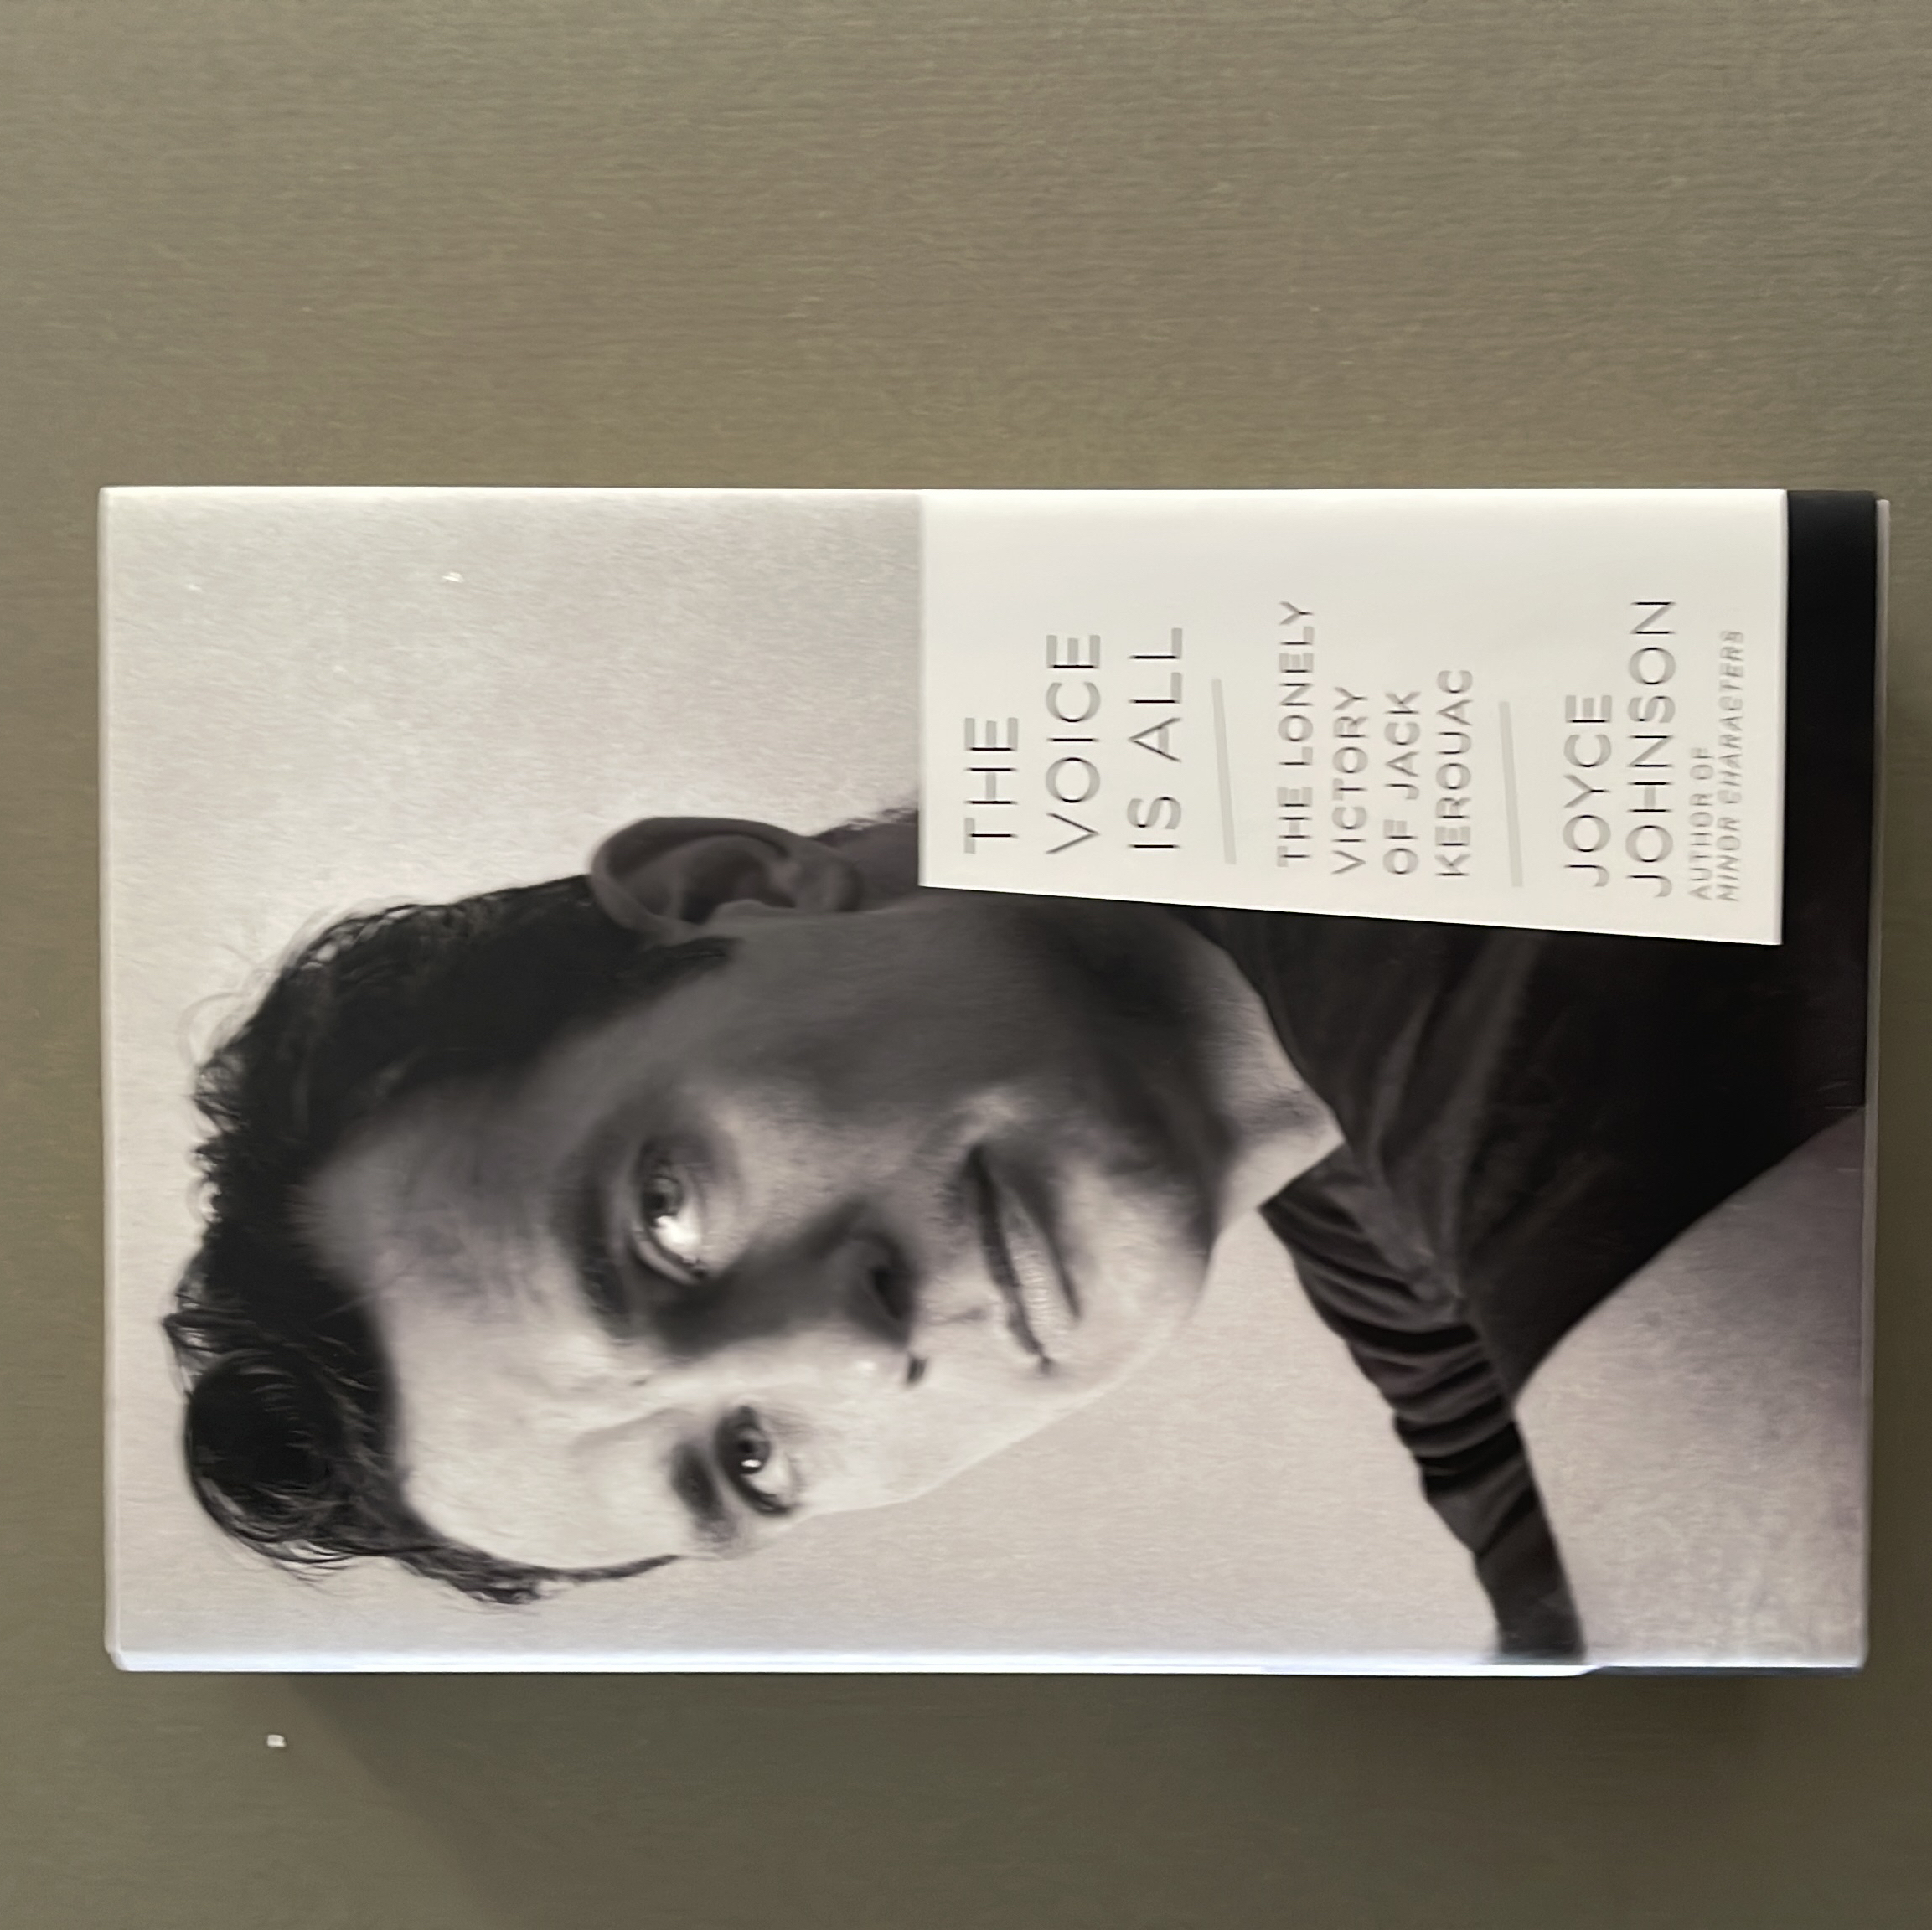 THE
VOICE
IS ALL
THE LONELY
VICTORY
OF JACK
KEROUAC
JOYCE
JOHNSON
AUTHOR OF
MINOR CHARACTERS